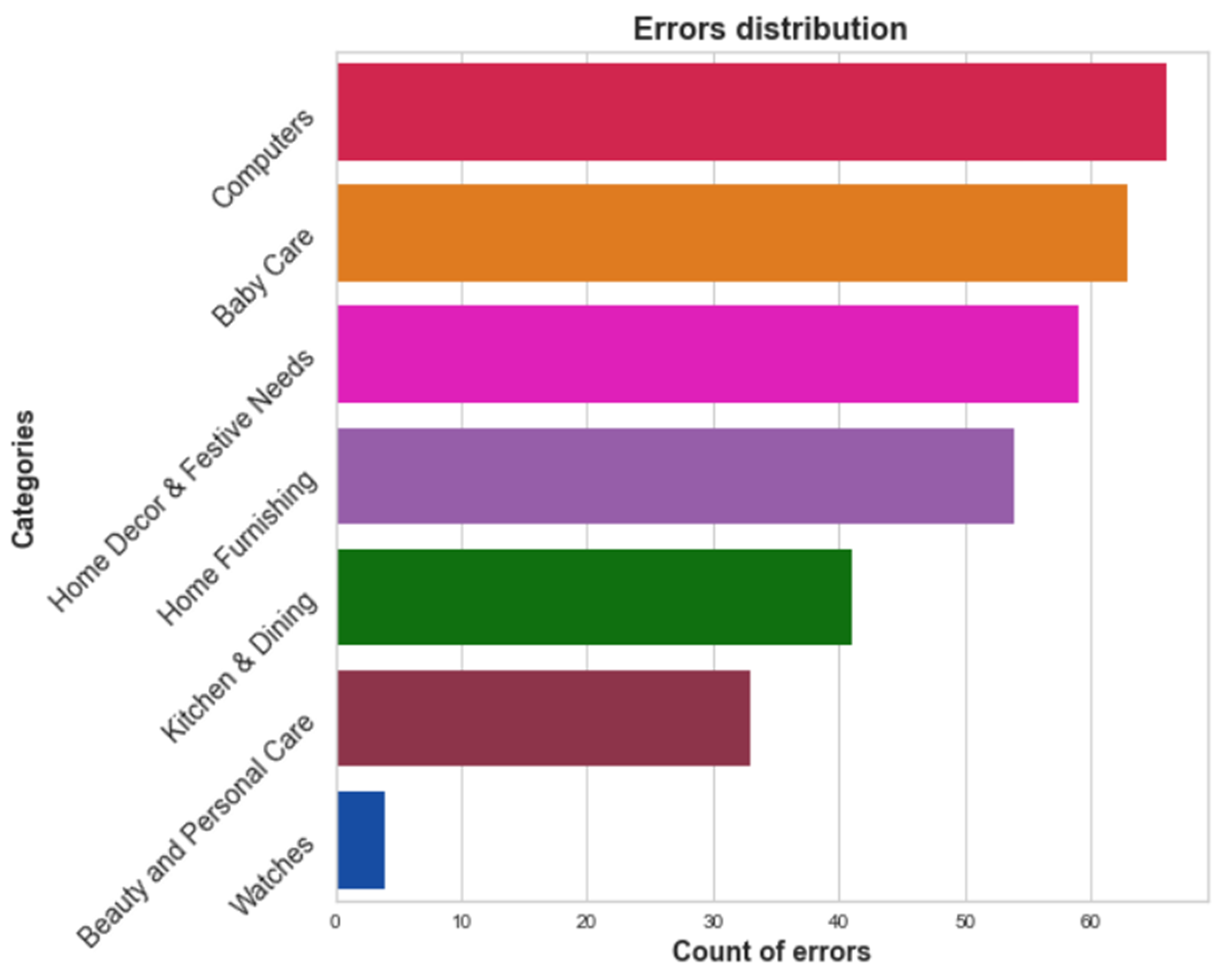 Errors distribution
Categories
Computers
Baby Care
Home Decor & Festive Needs
Home Furnishing
Kitchen & Dining
Beauty and Personal Care
Watches
0 10 20 30 40 50 60
Count of errors